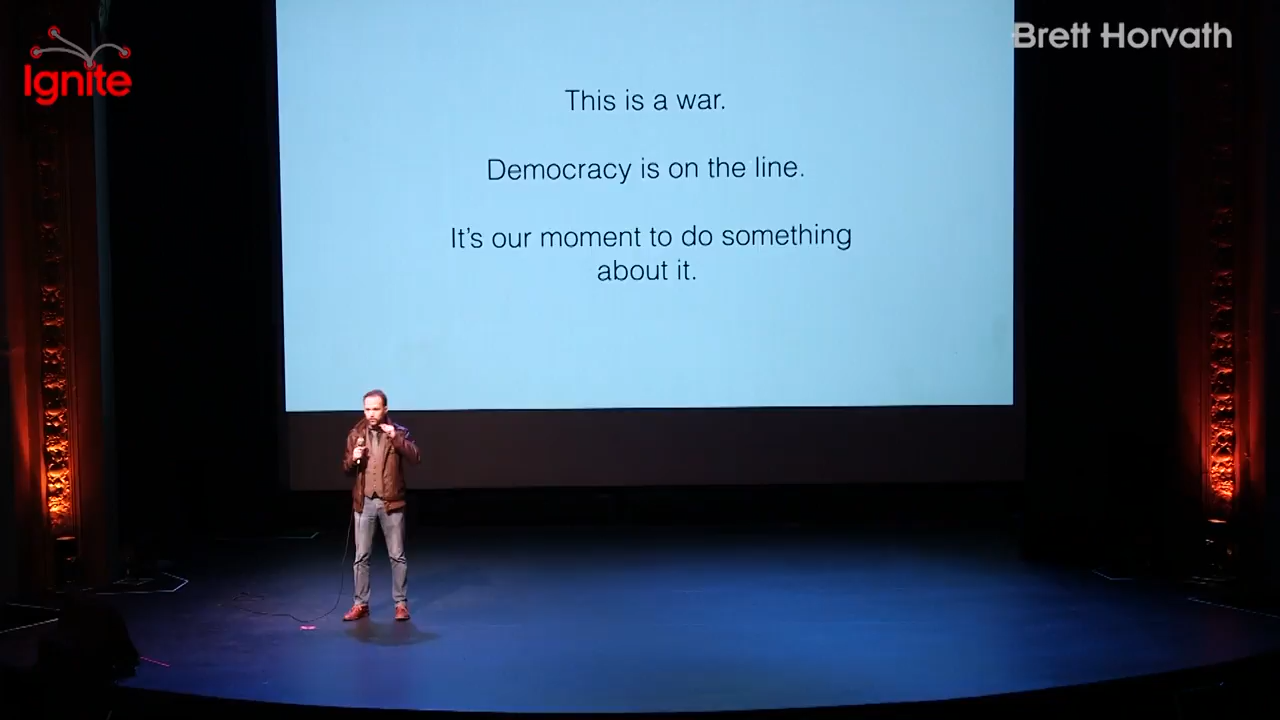 Ignite
Brett Horvath
This is a war.
Democracy is on the line.
It's our moment to do something
about it.